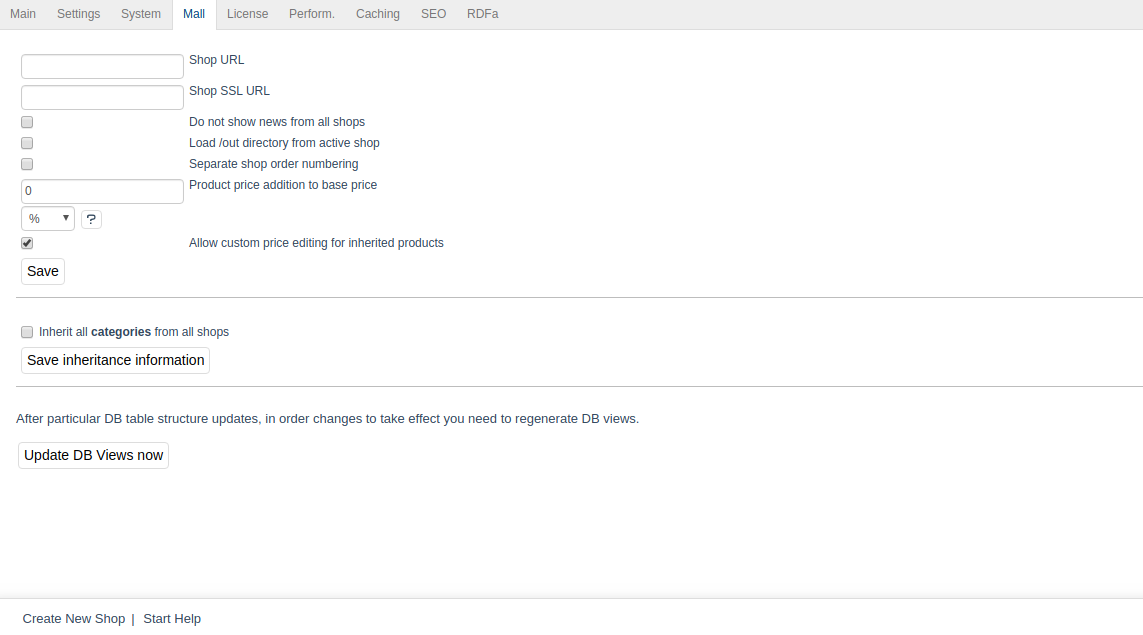 Main Settings System Mall License Perform. Caching SEO RDFa
Shop URL
Shop SSL URL
Do not show news from all shops
Load /out directory from active shop
Separate shop order numbering
0 Product price addition to base price
% ?
Allow custom price editing for inherited products
Save
Inherit all categories from all shops
Save inheritance information
After particular DB table structure updates, in order changes to take effect you need to regenerate DB views.
Update DB Views now
Create New Shop | Start Help